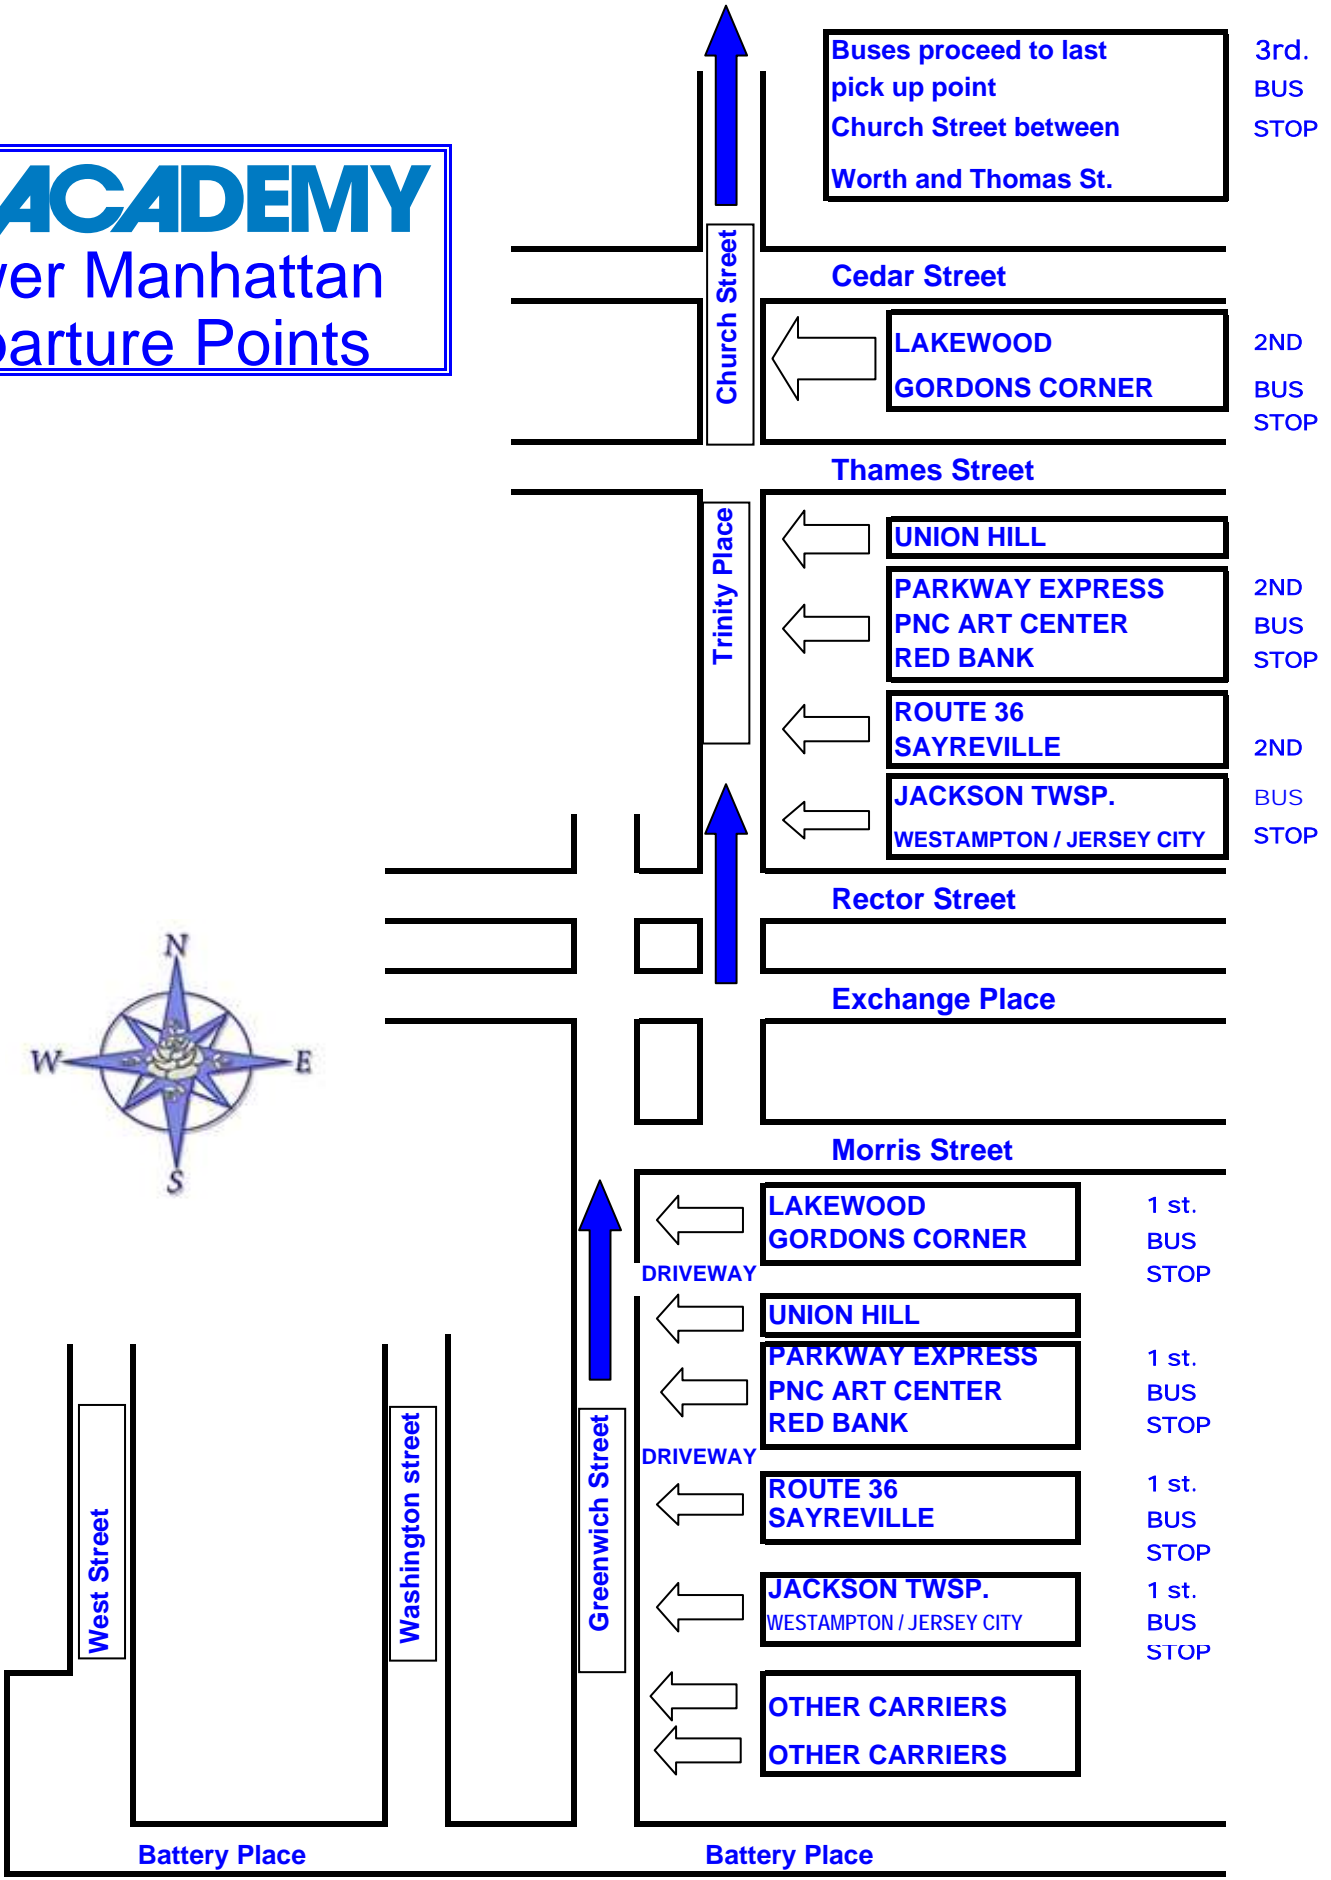 Buses proceed to last 3rd.
pick up point BUS
Church Street between STOP
Worth and Thomas St.
ACADEMY
wer Manhattan
parture Points
Church Street
Cedar Street
LAKEWOOD 2ND
GORDONS CORNER BUS
STOP
Thames Street
Trinity Place
UNION HILL
PARKWAY EXPRESS 2ND
PNC ART CENTER BUS
RED BANK STOP
ROUTE 36
SAYREVILLE 2ND
JACKSON TWSP. BUS
WESTAMPTON / JERSEY CITY STOP
Rector Street
N
W E
S
Exchange Place
Morris Street
LAKEWOOD 1 st.
GORDONS CORNER BUS
DRIVEWAY STOP
UNION HILL
PARKWAY EXPRESS 1 st.
PNC ART CENTER BUS
RED BANK STOP
DRIVEWAY
ROUTE 36 1 st.
SAYREVILLE BUS
STOP
JACKSON TWSP. 1 st.
WESTAMPTON / JERSEY CITY BUS
STOP
West Street
Washington street
Greenwich Street
OTHER CARRIERS
OTHER CARRIERS
Battery Place Battery Place